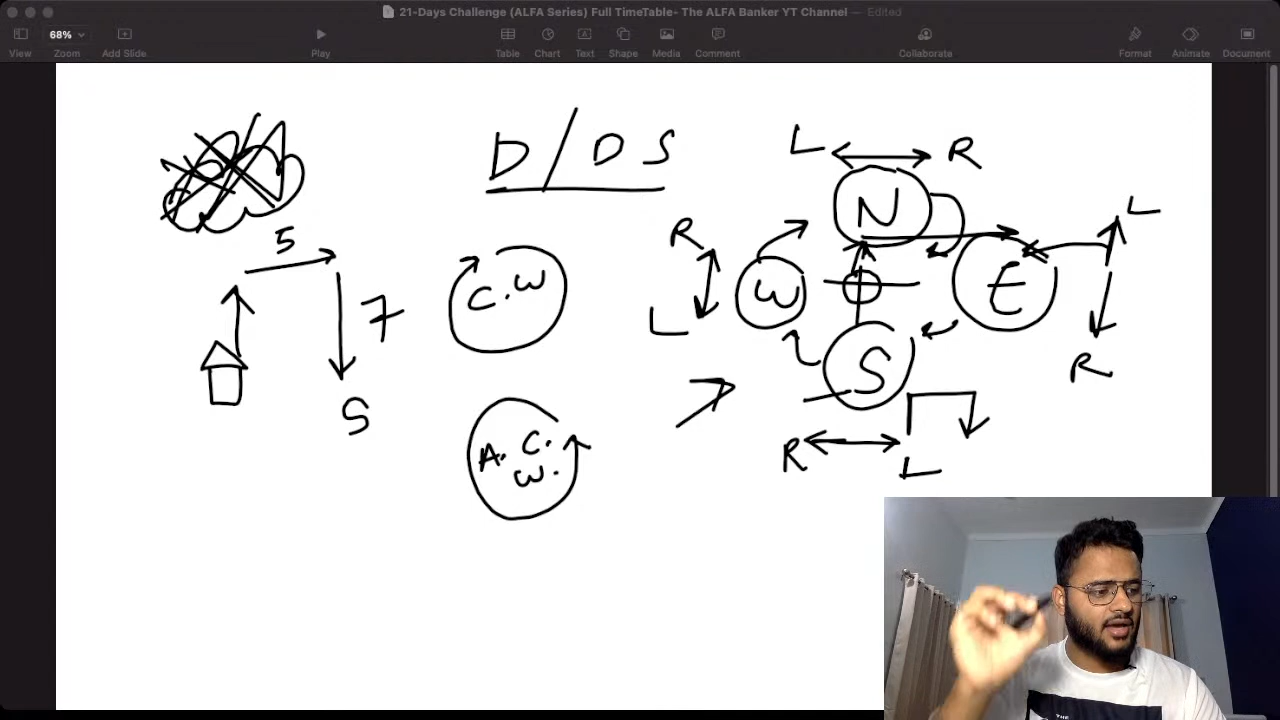 21-Days Challenge (ALFA Series) Full TimeTable- The ALFA Banker YT Channel — Edited
68%
View Zoom Add Slide Play Table Chart Text Shape Media Comment Collaborate Format Animate Document
D/DS
L R
N
R
L
W
E
L
R
S
R L
5
7
S
C.W
A. C. W.
THE